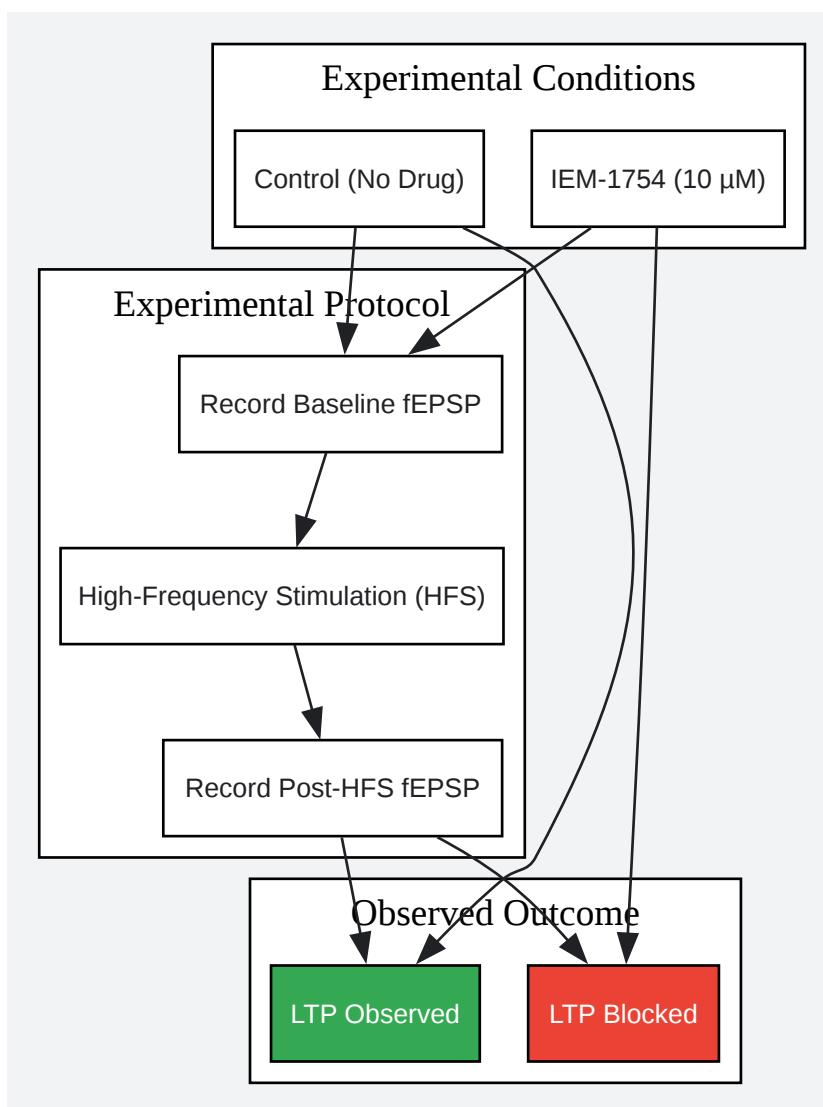 Experimental Conditions
Control (No Drug)
IEM-1754 (10 µM)
Experimental Protocol
Record Baseline fEPSP
High-Frequency Stimulation (HFS)
Record Post-HFS fEPSP
Observed Outcome
LTP Observed
LTP Blocked